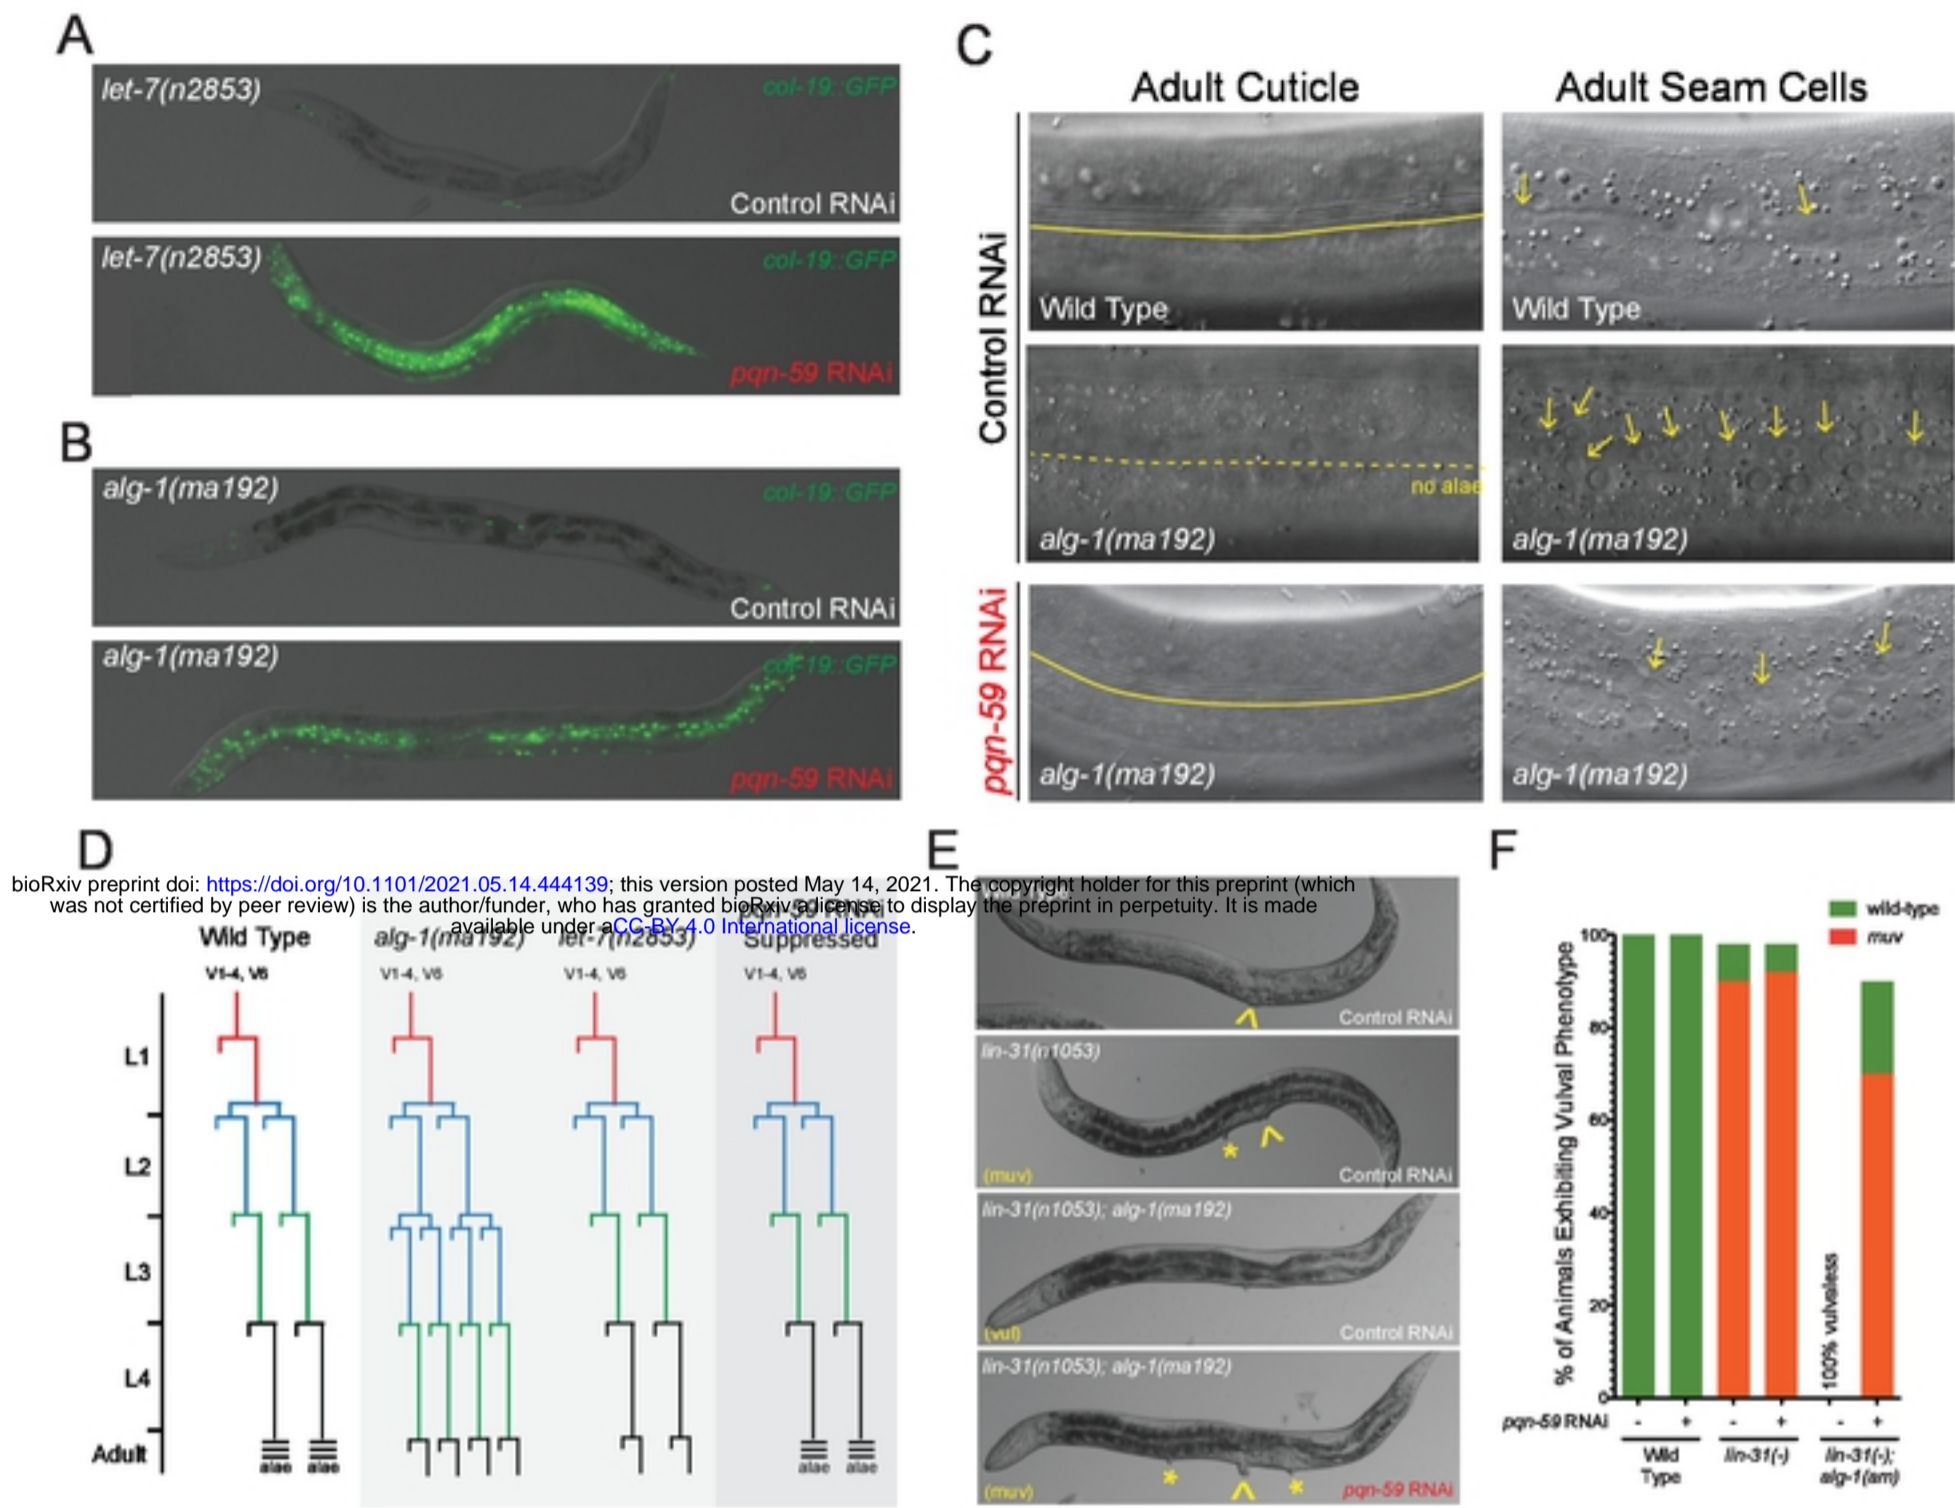 A
let-7(n2853)
col-19::GFP
Control RNAi
let-7(n2853)
col-19::GFP
pqn-59 RNAi
B
alg-1(ma192)
col-19::GFP
Control RNAi
alg-1(ma192)
col-19::GFP
pqn-59 RNAi
C
Adult Cuticle
Adult Seam Cells
Control RNAi
Wild Type
Wild Type
no alae
alg-1(ma192)
alg-1(ma192)
pqn-59 RNAi
alg-1(ma192)
alg-1(ma192)
D
bioRxiv preprint doi: https://doi.org/10.1101/2021.05.14.444139; this version posted May 14, 2021. The copyright holder for this preprint (which
was not certified by peer review) is the author/funder, who has granted bioRxiv a license to display the preprint in perpetuity. It is made
available under aCC-BY 4.0 International license.
Wild Type
alg-1(ma192)
let-7(n2853)
pqn-59 RNAi
Suppressed
V1-4, V6
V1-4, V6
V1-4, V6
V1-4, V6
L1
L2
L3
L4
Adult
alae
alae
alae
alae
E
Wild Type
Control RNAi
lin-31(n1053)
(muv)
Control RNAi
lin-31(n1053); alg-1(ma192)
(vul)
Control RNAi
lin-31(n1053); alg-1(ma192)
(muv)
pqn-59 RNAi
F
wild-type
muv
% of Animals Exhibiting Vulval Phenotype
100
80
60
40
20
0
100% vulvaless
pqn-59 RNAi
- + - + - +
Wild
Type
lin-31(-)
lin-31(-);
alg-1(am)